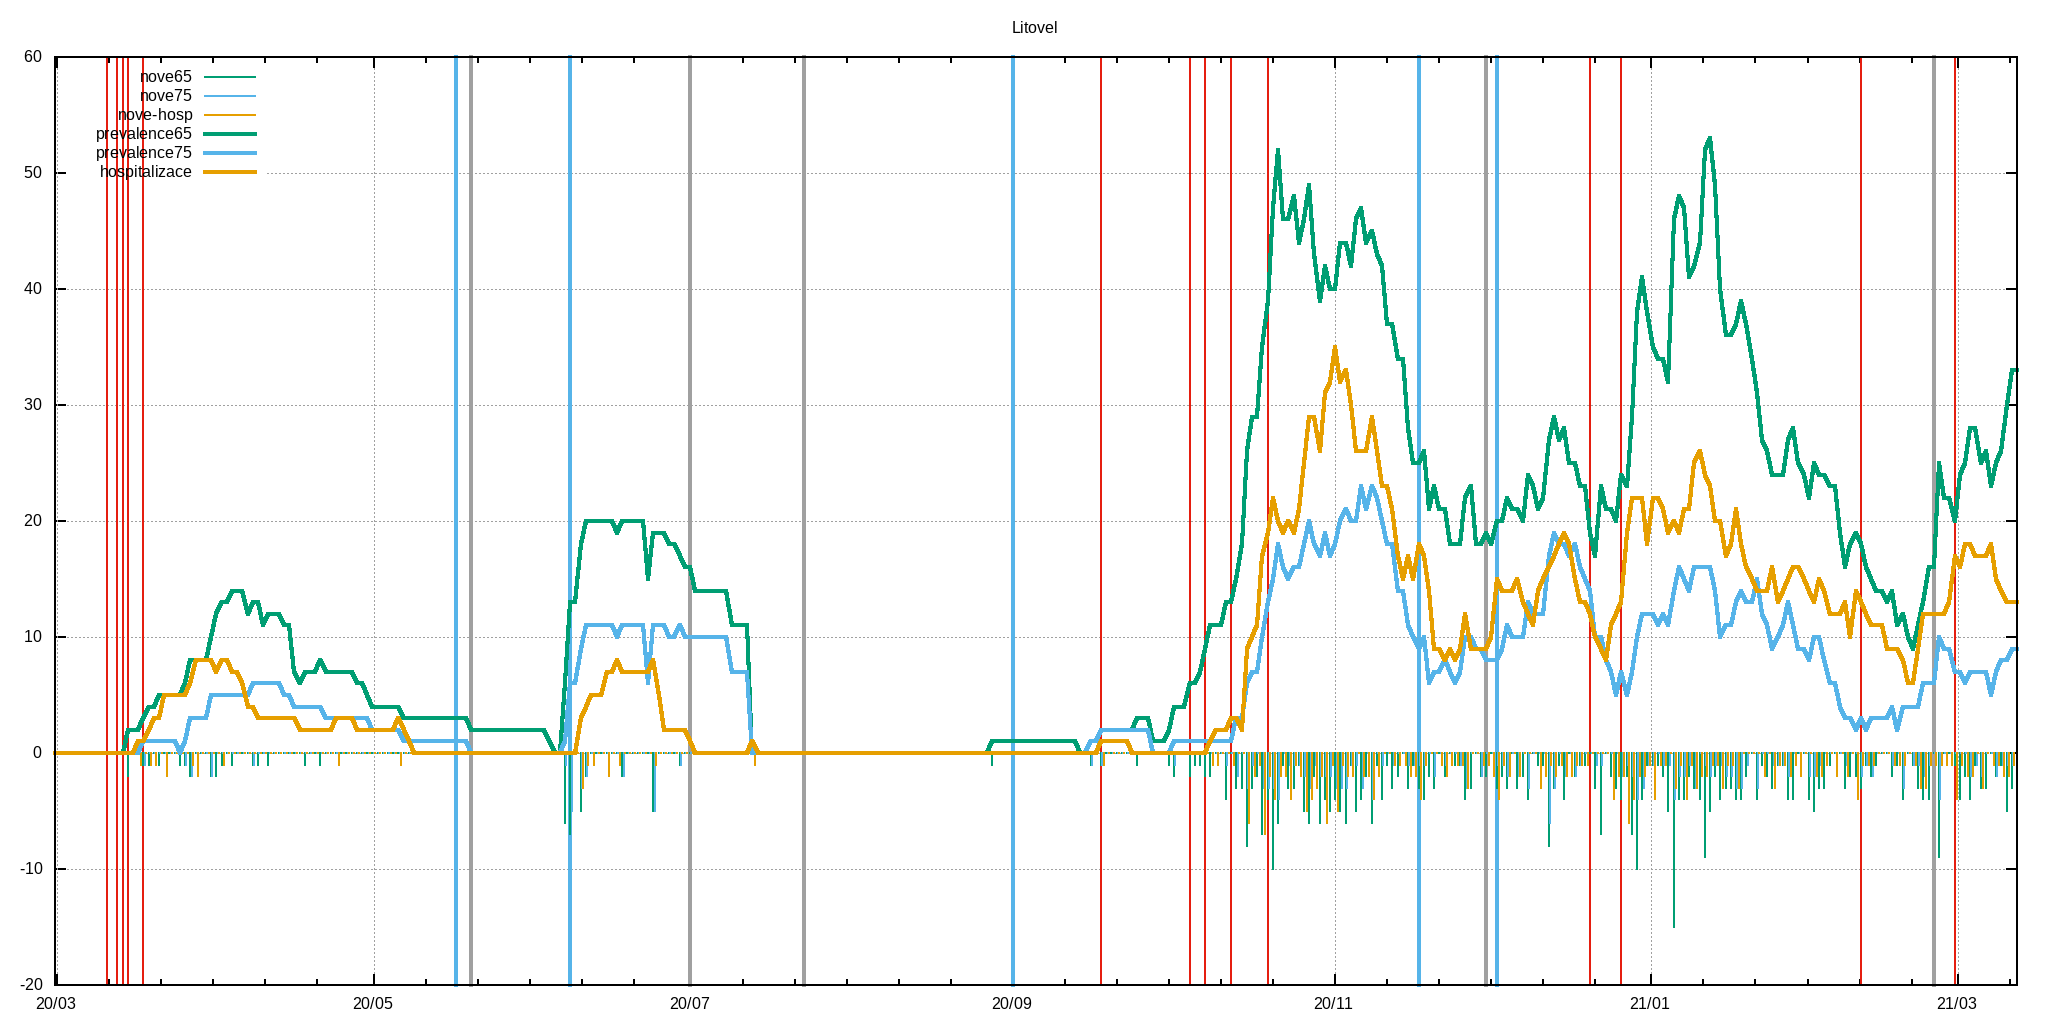 Litovel
60
nove65
nove75
nove-hosp
prevalence65
prevalence75
hospitalizace
50
40
30
20
10
0
-10
-20
20/03 20/05 20/07 20/09 20/11 21/01 21/03